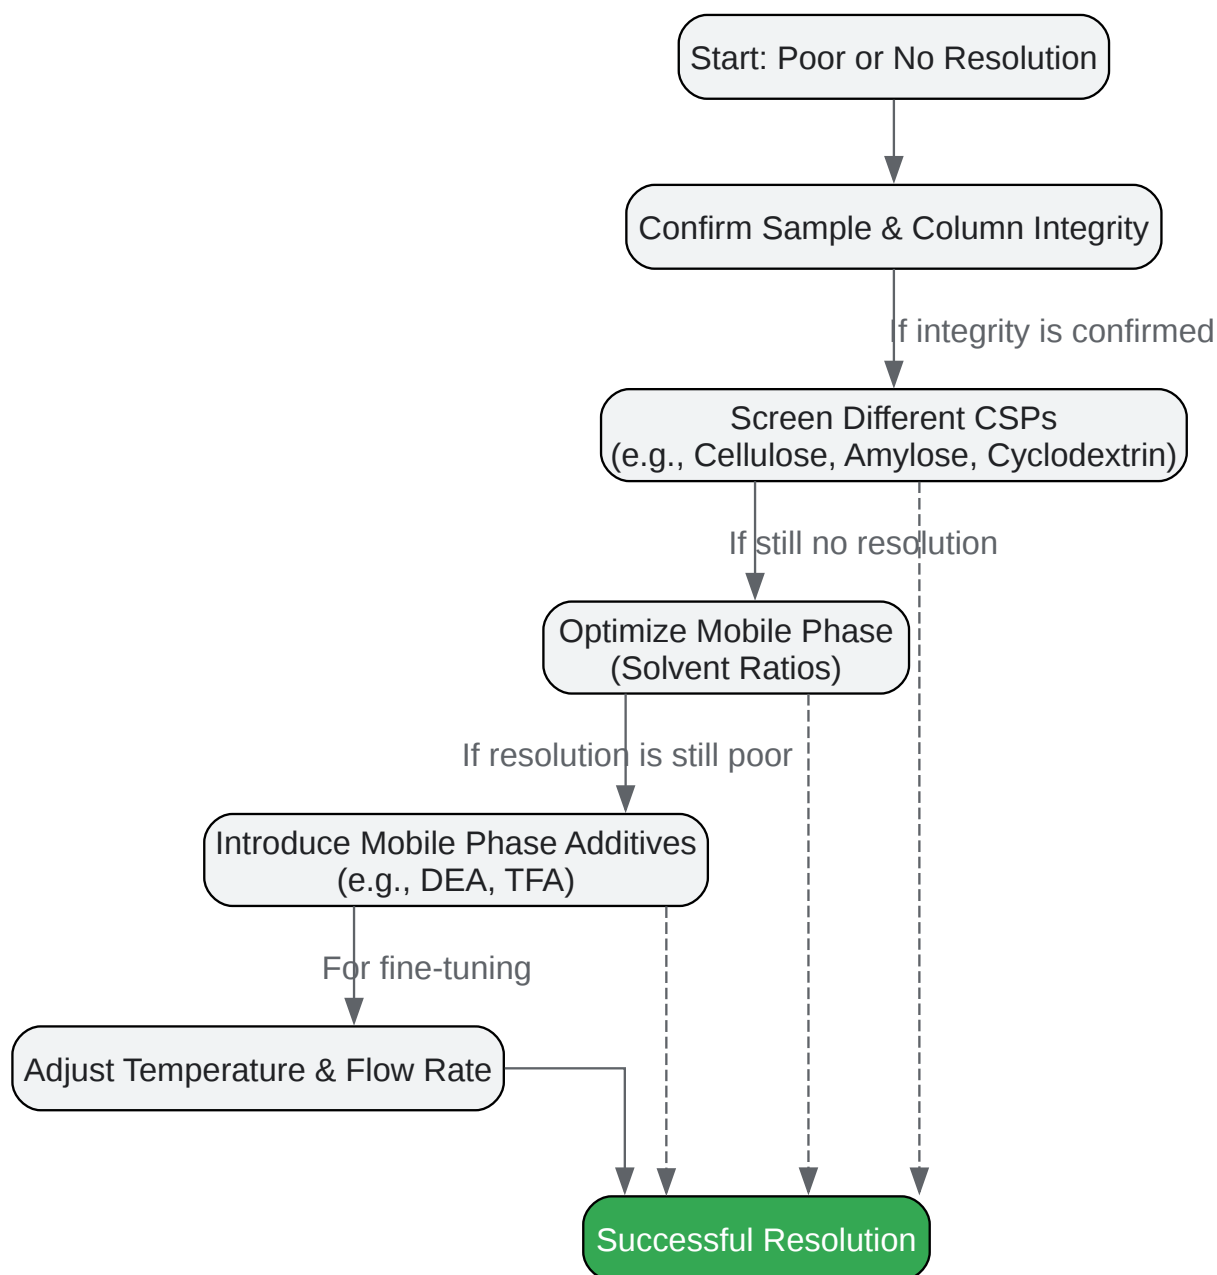 Start: Poor or No Resolution
Confirm Sample & Column Integrity
If integrity is confirmed
Screen Different CSPs
(e.g., Cellulose, Amylose, Cyclodextrin)
If still no resolution
Optimize Mobile Phase
(Solvent Ratios)
If resolution is still poor
Introduce Mobile Phase Additives
(e.g., DEA, TFA)
For fine-tuning
Adjust Temperature & Flow Rate
Successful Resolution